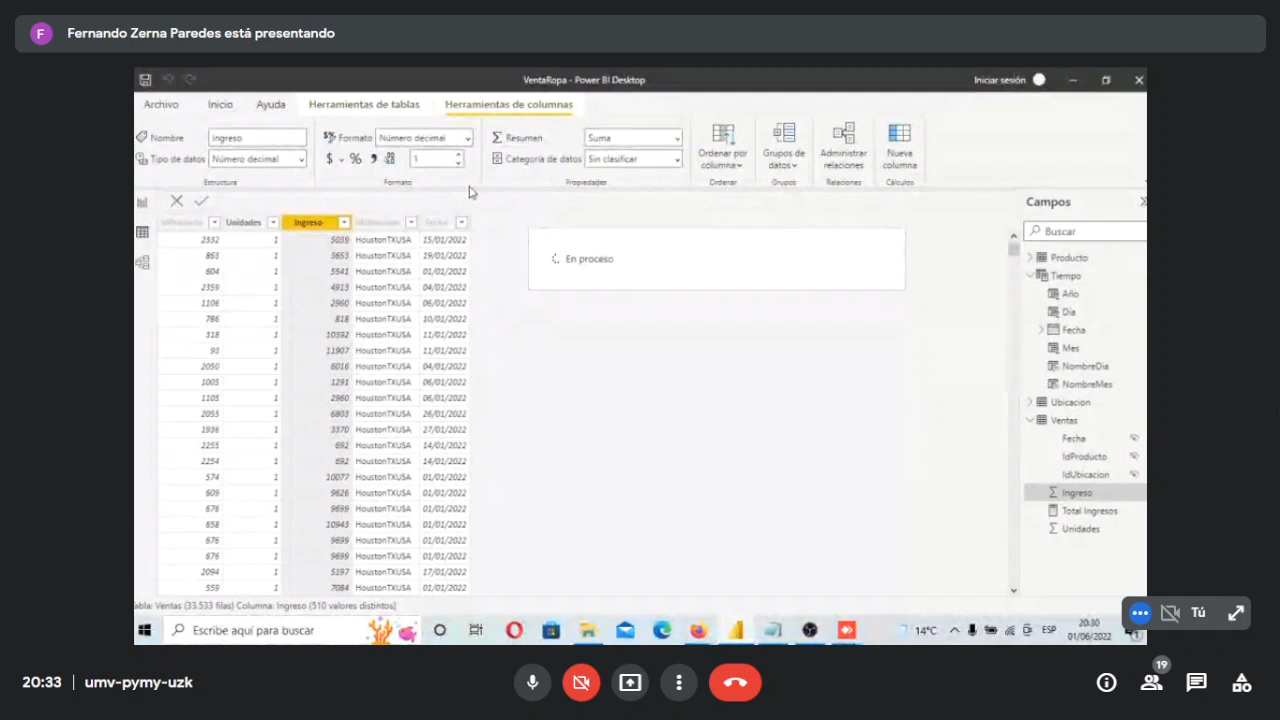 F Fernando Zerna Paredes está presentando
VentaRopa - Power BI Desktop
Iniciar sesión
Archivo Inicio Ayuda Herramientas de tablas Herramientas de columnas
Nombre Ingreso
Formato Número decimal
Resumen Suma
Tipo de datos Número decimal
$ % 1
Categoría de datos Sin clasificar
Ordenar por columna
Grupos de datos
Administrar relaciones
Nueva columna
Estructura Formato Propiedades Ordenar Grupos Relaciones Cálculos
IdProducto Unidades Ingreso IdUbicacion Fecha
2332 1 5039 HoustonTXUSA 15/01/2022
863 1 3653 HoustonTXUSA 19/01/2022
604 1 5541 HoustonTXUSA 01/01/2022
2359 1 4913 HoustonTXUSA 04/01/2022
1106 1 2960 HoustonTXUSA 06/01/2022
786 1 818 HoustonTXUSA 10/01/2022
318 1 10392 HoustonTXUSA 11/01/2022
93 1 11907 HoustonTXUSA 11/01/2022
2050 1 6016 HoustonTXUSA 04/01/2022
1003 1 1291 HoustonTXUSA 06/01/2022
1105 1 2960 HoustonTXUSA 06/01/2022
2053 1 6803 HoustonTXUSA 26/01/2022
1936 1 3370 HoustonTXUSA 27/01/2022
2255 1 692 HoustonTXUSA 14/01/2022
2254 1 692 HoustonTXUSA 14/01/2022
574 1 10077 HoustonTXUSA 01/01/2022
609 1 9626 HoustonTXUSA 01/01/2022
676 1 9699 HoustonTXUSA 01/01/2022
658 1 10943 HoustonTXUSA 01/01/2022
676 1 9699 HoustonTXUSA 01/01/2022
676 1 9699 HoustonTXUSA 01/01/2022
2094 1 5197 HoustonTXUSA 17/01/2022
559 1 7084 HoustonTXUSA 01/01/2022
En proceso
Campos
Buscar
Producto
Tiempo
Año
Dia
Fecha
Mes
NombreDia
NombreMes
Ubicacion
Ventas
Fecha
IdProducto
IdUbicacion
Ingreso
Total Ingresos
Unidades
Tabla: Ventas (33.533 filas) Columna: Ingreso (510 valores distintos)
Tú
Escribe aquí para buscar
14°C
ESP
20:30
01/06/2022
1
20:33 | umv-pymy-uzk
19